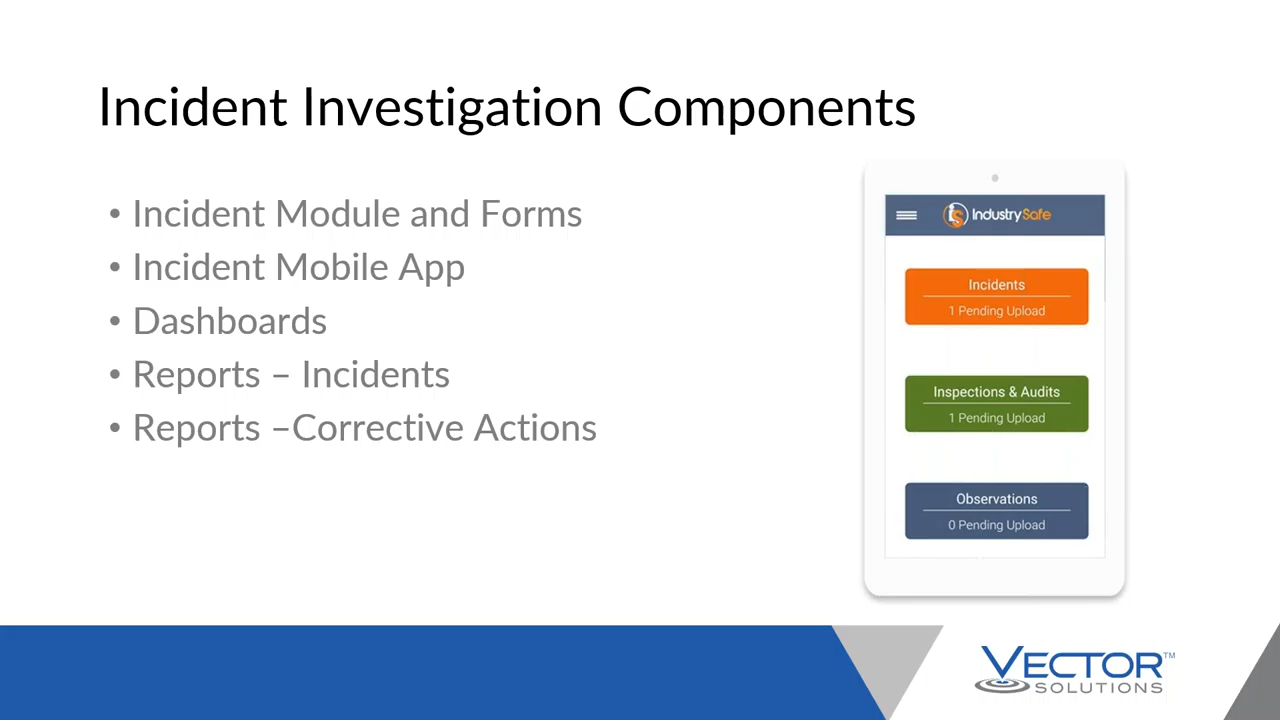 Incident Investigation Components
• Incident Module and Forms
• Incident Mobile App
• Dashboards
• Reports – Incidents
• Reports –Corrective Actions
is IndustrySafe
Incidents
1 Pending Upload
Inspections & Audits
1 Pending Upload
Observations
0 Pending Upload
VECTOR™
SOLUTIONS